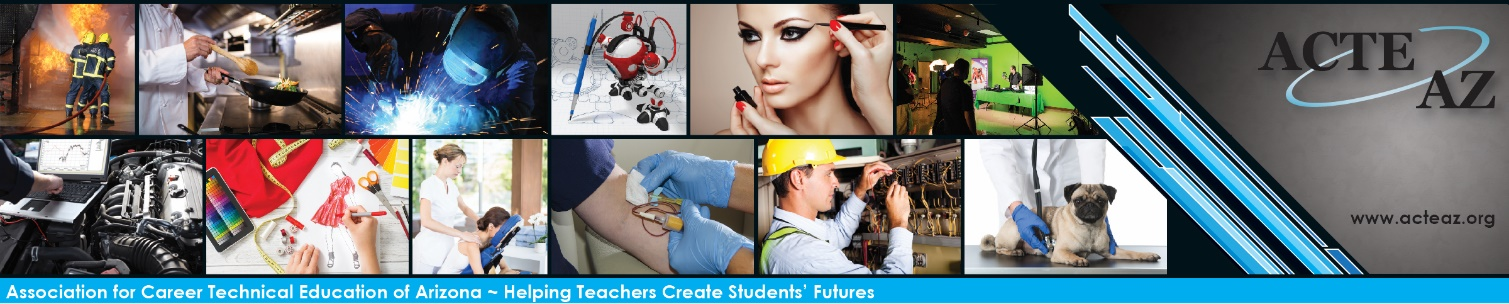 ACTE
AZ
www.acteaz.org
Association for Career Technical Education of Arizona ~ Helping Teachers Create Students' Futures